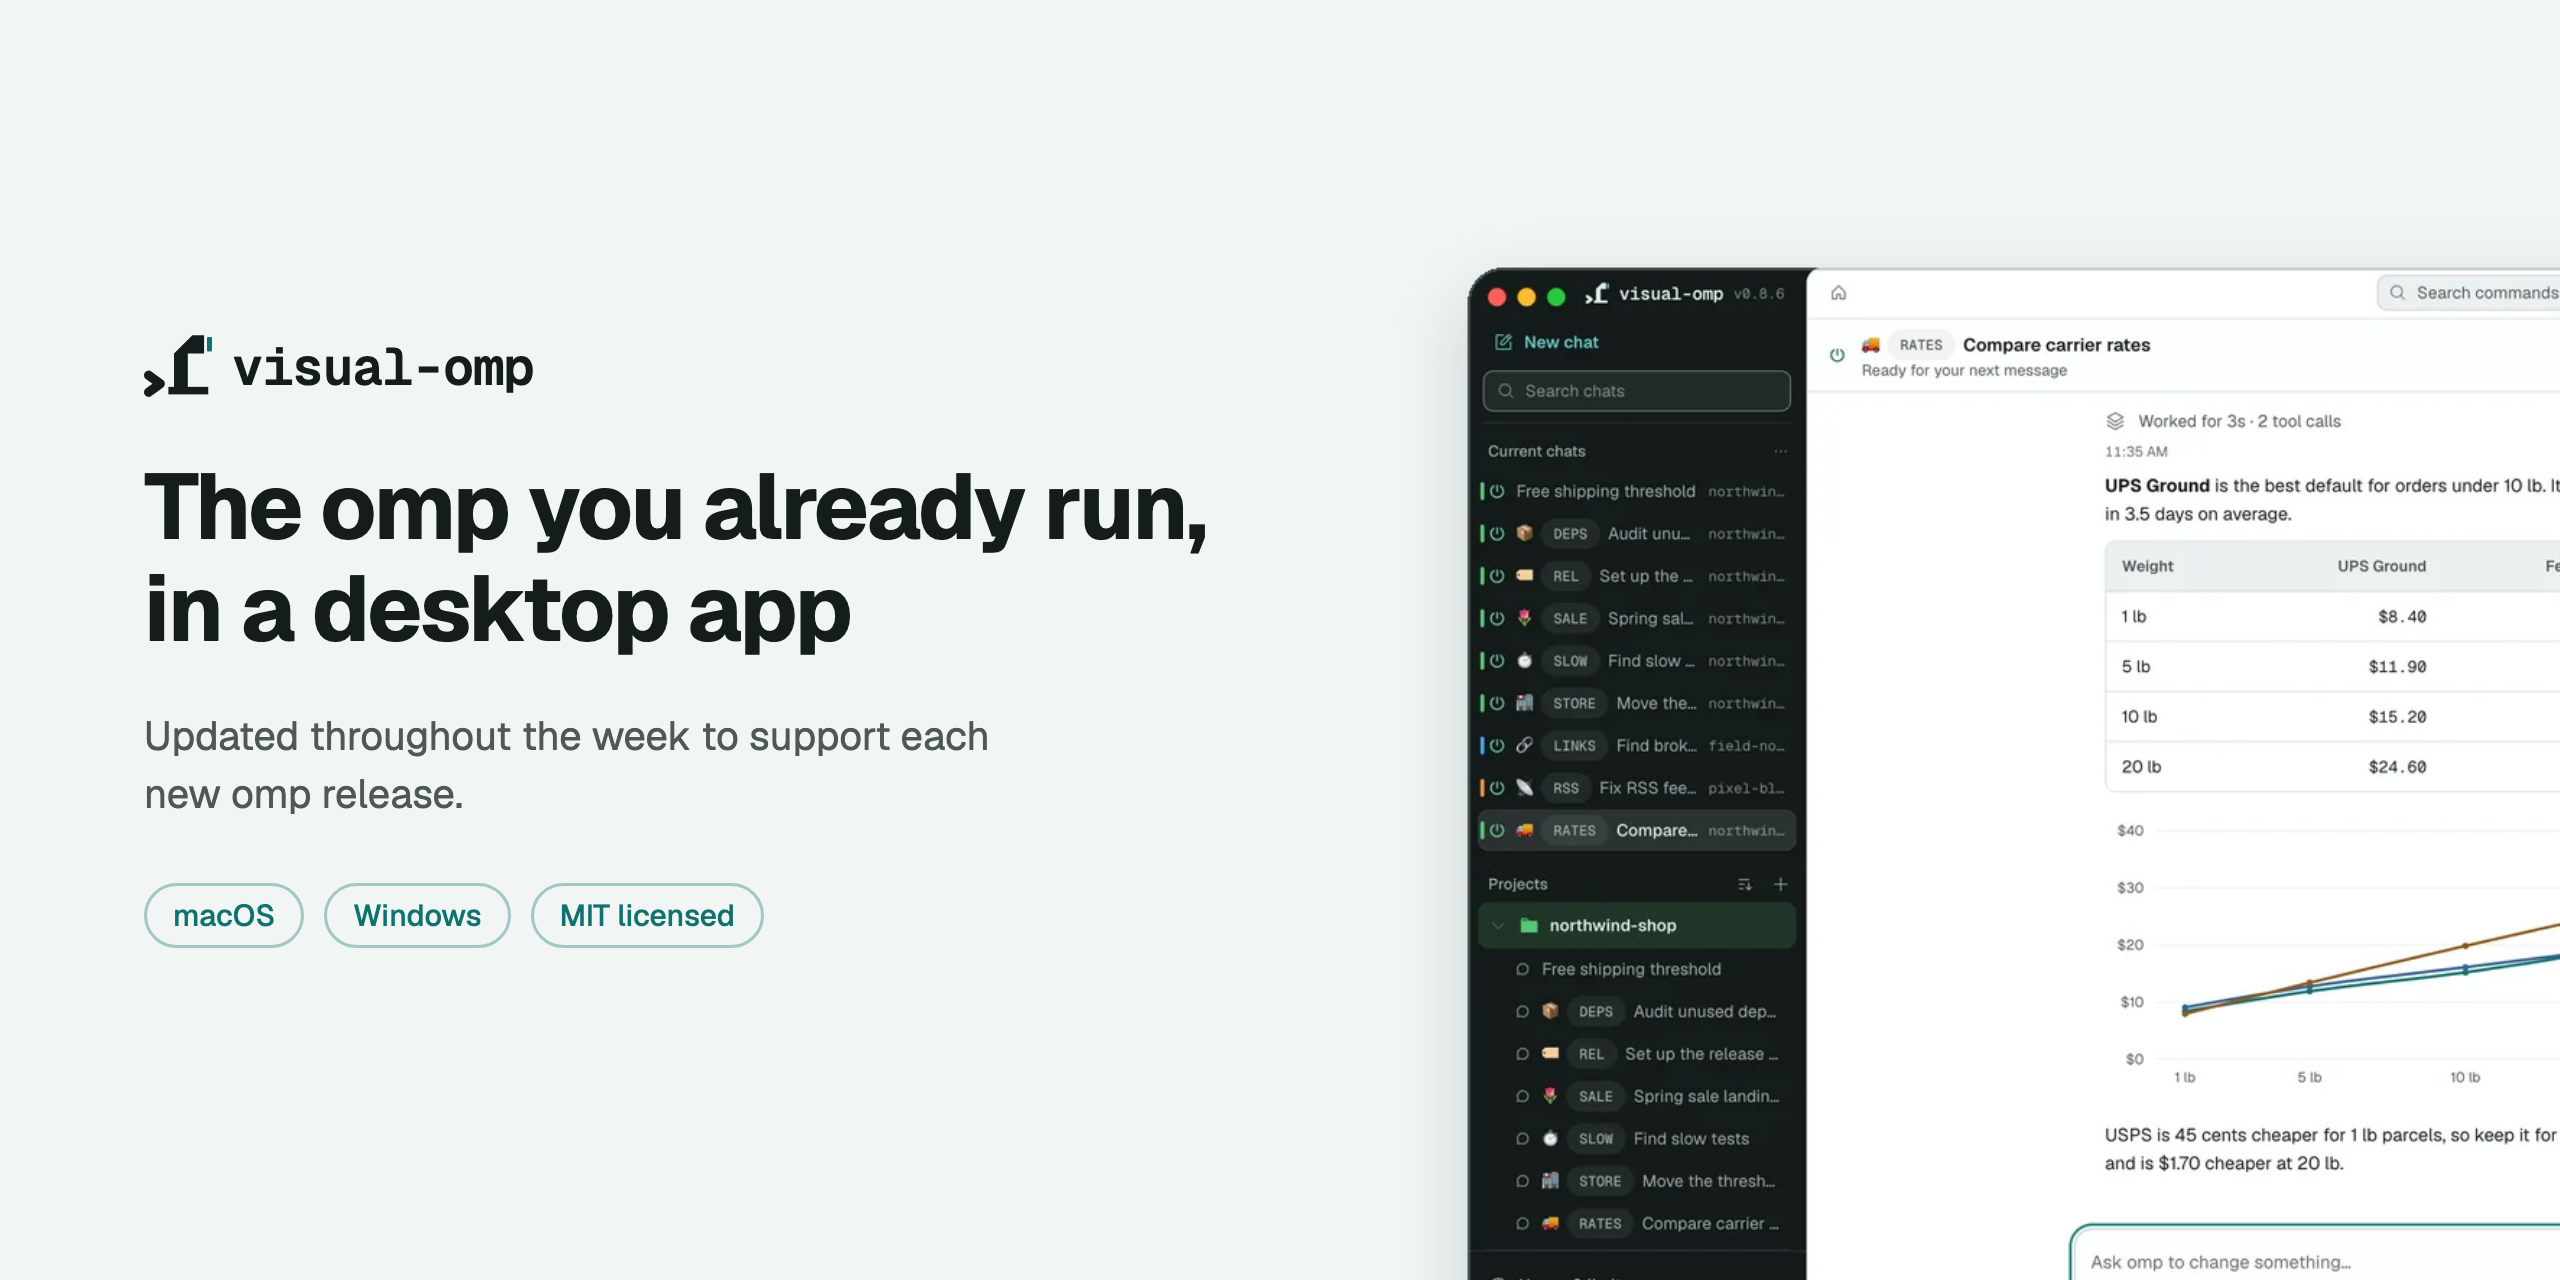 visual-omp
The omp you already run,
in a desktop app
Updated throughout the week to support each
new omp release.
macOS
Windows
MIT licensed
visual-omp v0.8.6
New chat
Search chats
Current chats
Free shipping threshold northwin…
DEPS Audit unu… northwin…
REL Set up the … northwin…
SALE Spring sal… northwin…
SLOW Find slow … northwin…
STORE Move the… northwin…
LINKS Find brok… field-no…
RSS Fix RSS fee… pixel-bl…
RATES Compare… northwin…
Projects
northwind-shop
Free shipping threshold
DEPS Audit unused dep…
REL Set up the release …
SALE Spring sale landin…
SLOW Find slow tests
STORE Move the thresh…
RATES Compare carrier …
Search commands
RATES Compare carrier rates
Ready for your next message
Worked for 3s · 2 tool calls
11:35 AM
UPS Ground is the best default for orders under 10 lb. It
in 3.5 days on average.
Weight UPS Ground Fe
1 lb $8.40
5 lb $11.90
10 lb $15.20
20 lb $24.60
$40
$30
$20
$10
$0
1 lb 5 lb 10 lb
USPS is 45 cents cheaper for 1 lb parcels, so keep it for
and is $1.70 cheaper at 20 lb.
Ask omp to change something…